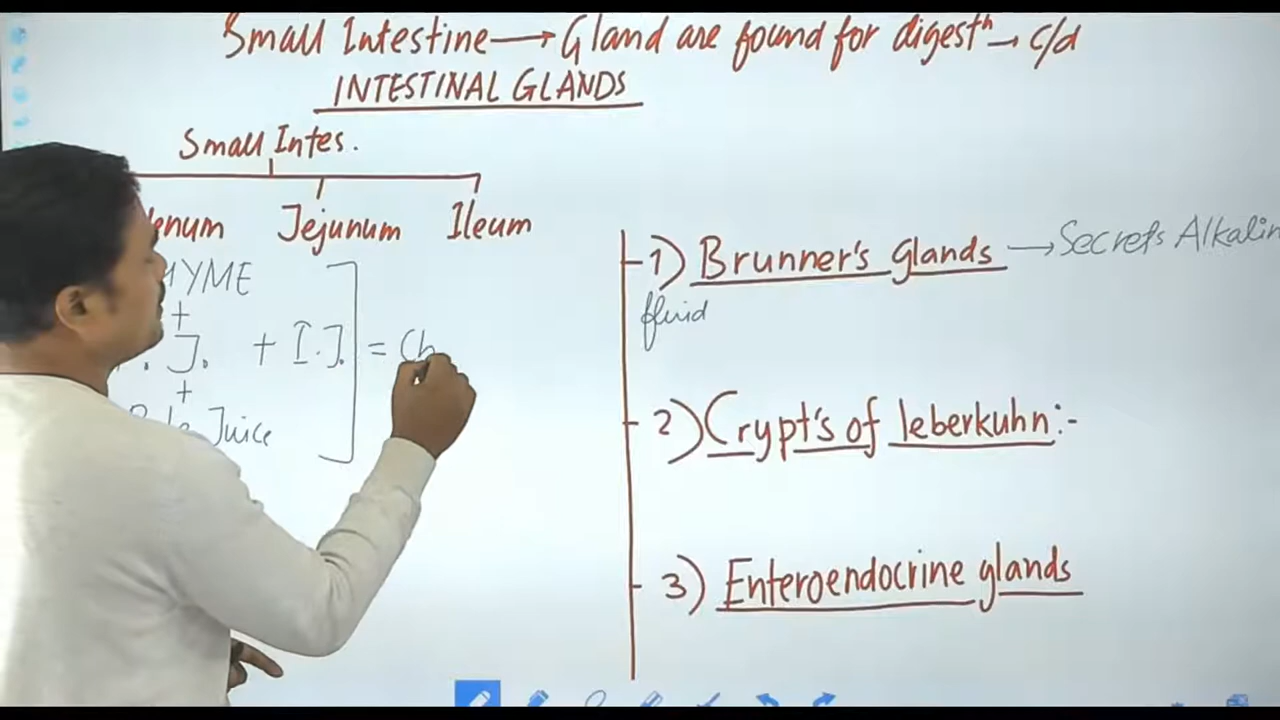 Small Intestine → Gland are found for digestⁿ → c/d
INTESTINAL GLANDS
Small Intes.
Jejunum Ileum
+
J. + I.J. = Ch
+
Juice
1) Brunner's Glands → Secrets Alkalin
fluid
2) Crypt's of leberkuhn:-
3) Enteroendocrine glands